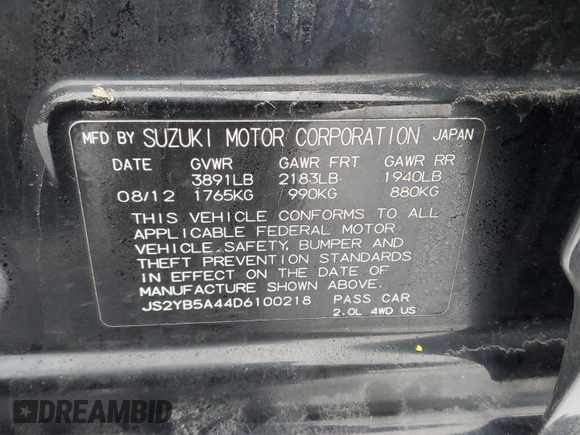 MFD BY SUZUKI MOTOR CORPORATION JAPAN
DATE GVWR GAWR FRT GAWR RR
3891LB 2183LB 1940LB
08/12 1765KG 990KG 880KG
THIS VEHICLE CONFORMS TO ALL
APPLICABLE FEDERAL MOTOR
VEHICLE SAFETY, BUMPER AND
THEFT PREVENTION STANDARDS
IN EFFECT ON THE DATE OF
MANUFACTURE SHOWN ABOVE.
JS2YB5A44D6100218 PASS CAR
2.0L 4WD US
DREAMBID